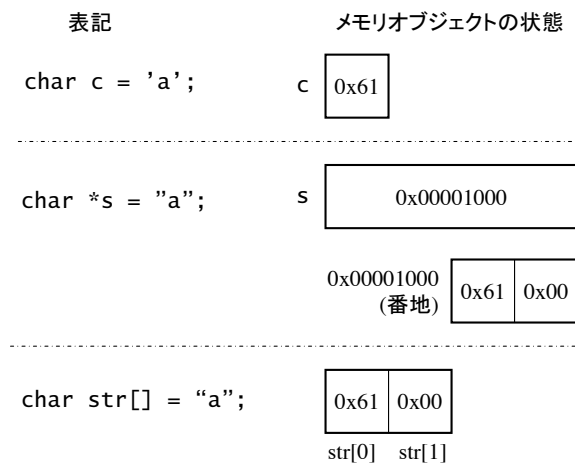 表記 メモリオブジェクトの状態
char c = ’a’; c 0x61
char *s = ”a”; s 0x00001000
0x00001000 0x61 0x00
(番地)
char str[] = “a”; 0x61 0x00
str[0] str[1]